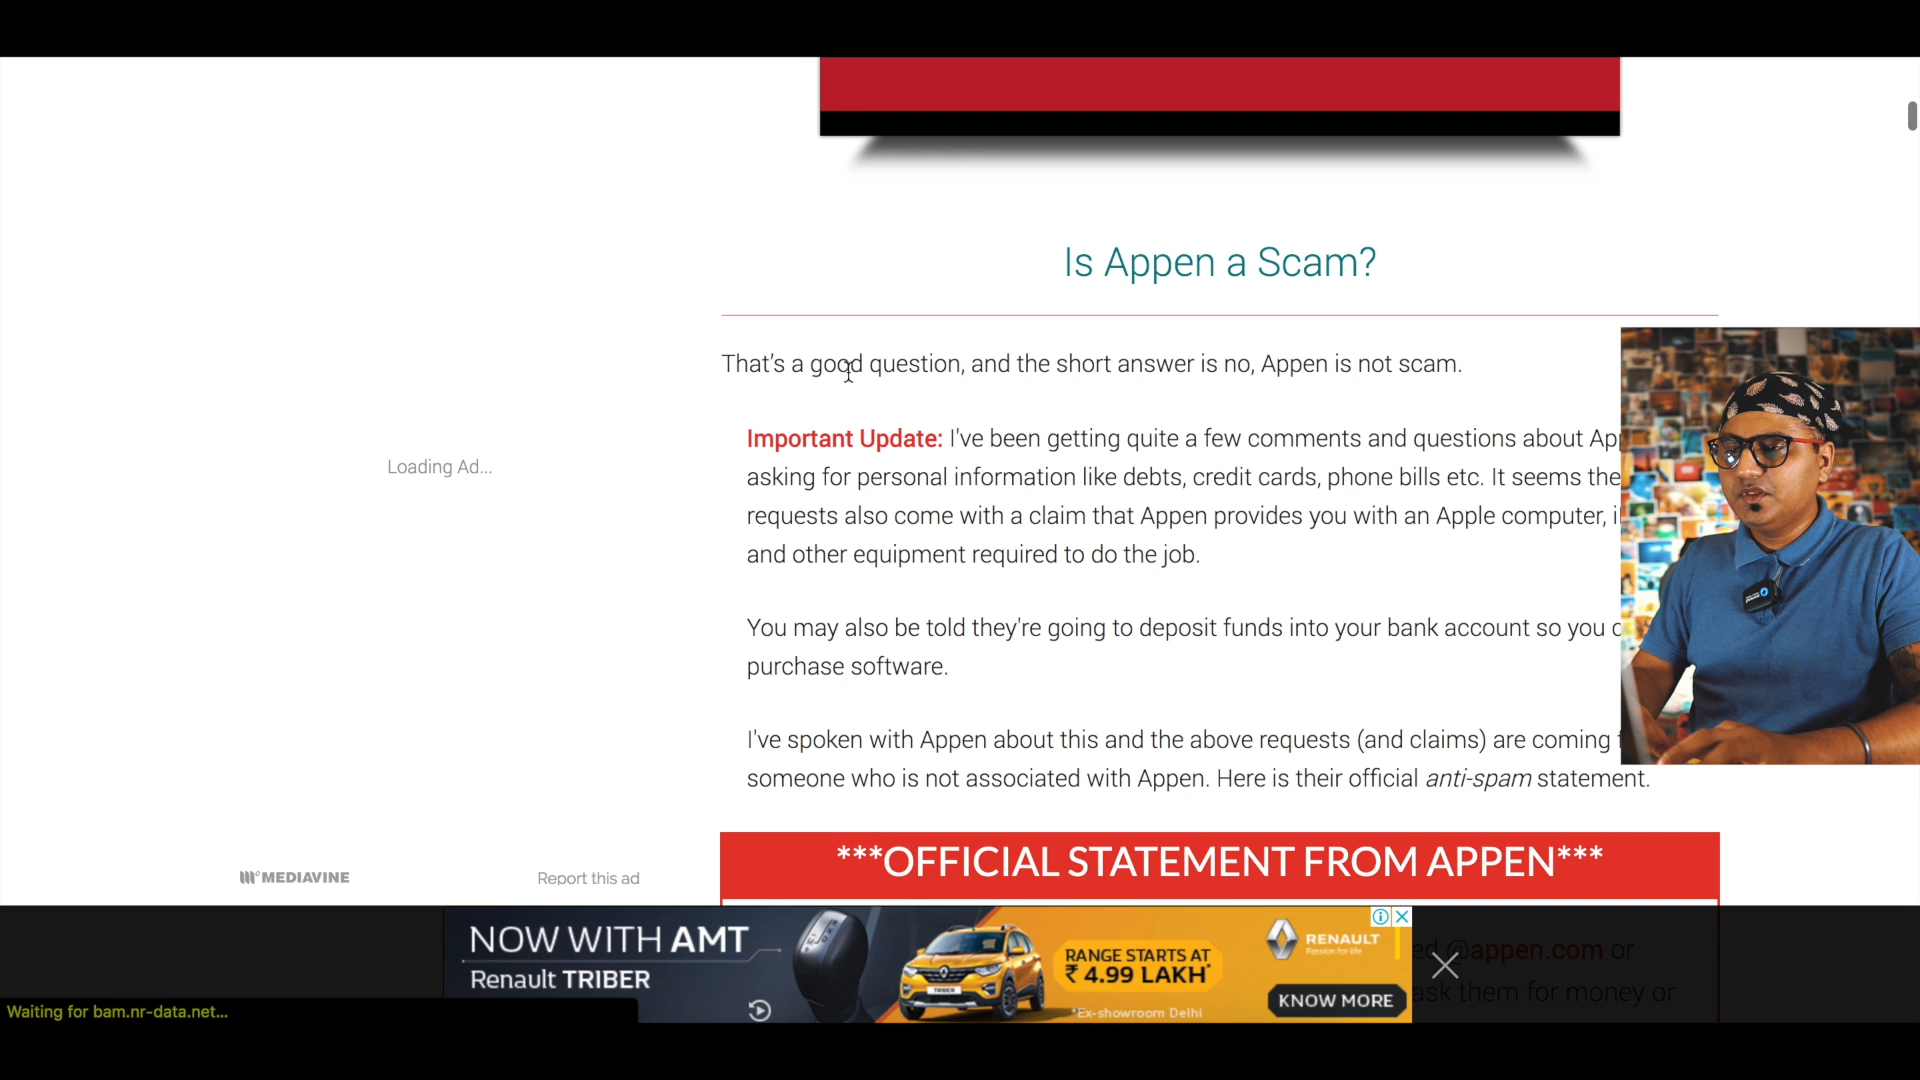 Is Appen a Scam?
That's a good question, and the short answer is no, Appen is not scam.
Important Update: I've been getting quite a few comments and questions about
asking for personal information like debts, credit cards, phone bills etc. It seems
requests also come with a claim that Appen provides you with an Apple computer,
and other equipment required to do the job.
You may also be told they're going to deposit funds into your bank account so you
purchase software.
I've spoken with Appen about this and the above requests (and claims) are coming
someone who is not associated with Appen. Here is their official anti-spam statement.
Loading Ad...
MEDIAVINE
Report this ad
***OFFICIAL STATEMENT FROM APPEN***
@appen.com or
ask them for money or
NOW WITH AMT
Renault TRIBER
TRIBER
RANGE STARTS AT
₹ 4.99 LAKH*
*Ex-showroom Delhi
RENAULT
Passion for life
KNOW MORE
Waiting for bam.nr-data.net...